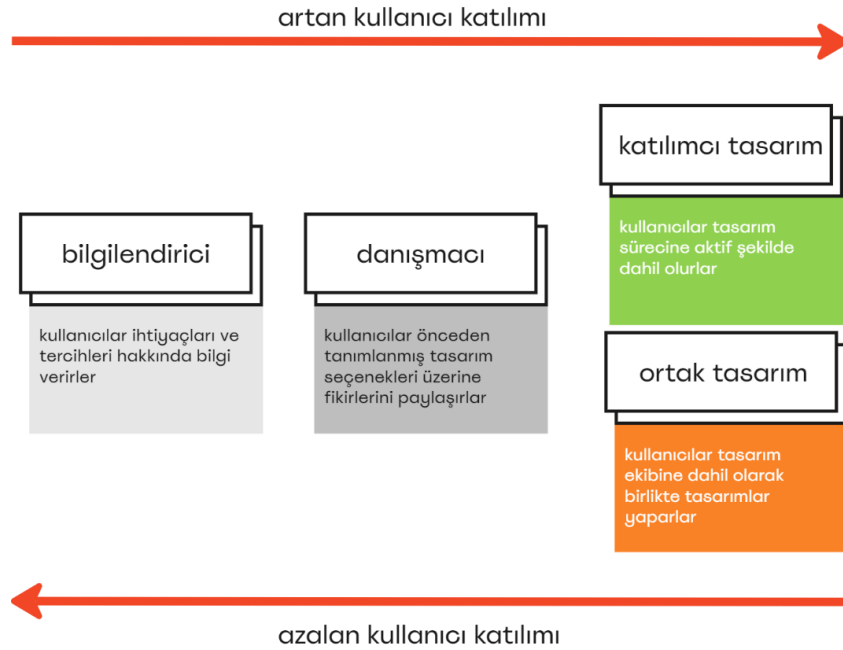 artan kullanıcı katılımı
bilgilendirici
kullanıcılar ihtiyaçları ve
tercihleri hakkında bilgi
verirler
danışmacı
kullanıcılar önceden
tanımlanmış tasarım
seçenekleri üzerine
fikirlerini paylaşırlar
katılımcı tasarım
kullanıcılar tasarım
sürecine aktif şekilde
dahil olurlar
ortak tasarım
kullanıcılar tasarım
ekibine dahil olarak
birlikte tasarımlar
yaparlar
azalan kullanıcı katılımı